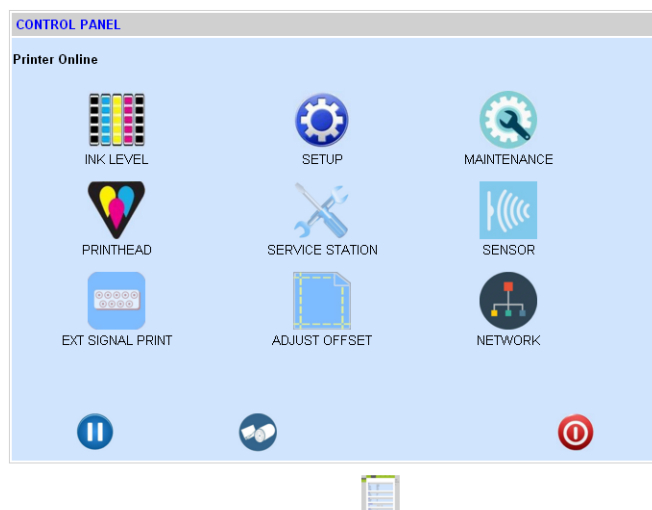 CONTROL PANEL
Printer Online
INK LEVEL
SETUP
MAINTENANCE
PRINTHEAD
SERVICE STATION
SENSOR
EXT SIGNAL PRINT
ADJUST OFFSET
NETWORK